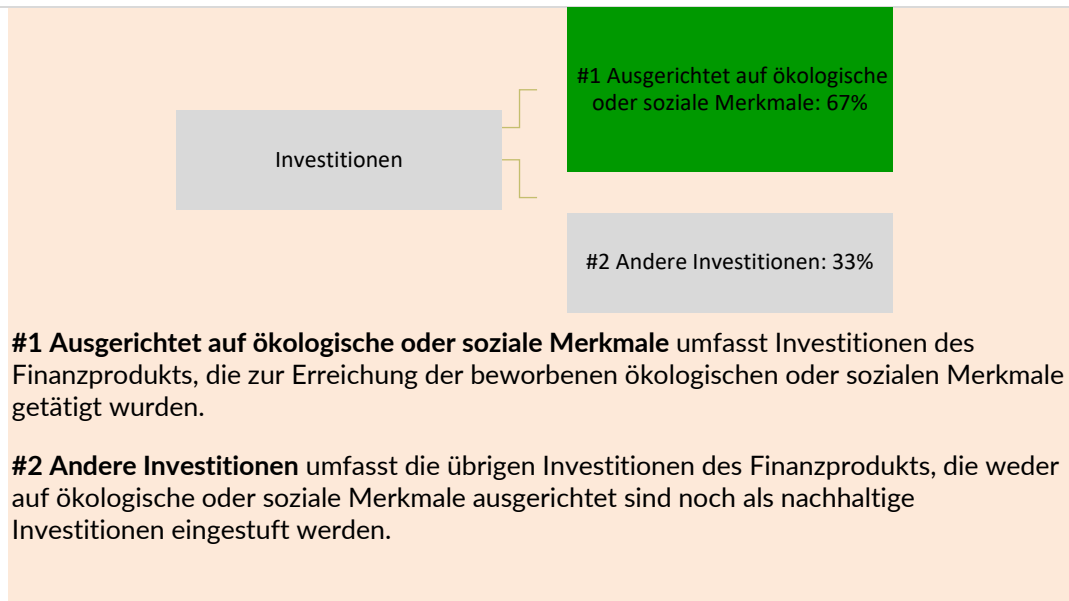 #1 Ausgerichtet auf ökologische
oder soziale Merkmale: 67%
Investitionen
#2 Andere Investitionen: 33%
#1 Ausgerichtet auf ökologische oder soziale Merkmale umfasst Investitionen des
Finanzprodukts, die zur Erreichung der beworbenen ökologischen oder sozialen Merkmale
getätigt wurden.
#2 Andere Investitionen umfasst die übrigen Investitionen des Finanzprodukts, die weder
auf ökologische oder soziale Merkmale ausgerichtet sind noch als nachhaltige
Investitionen eingestuft werden.